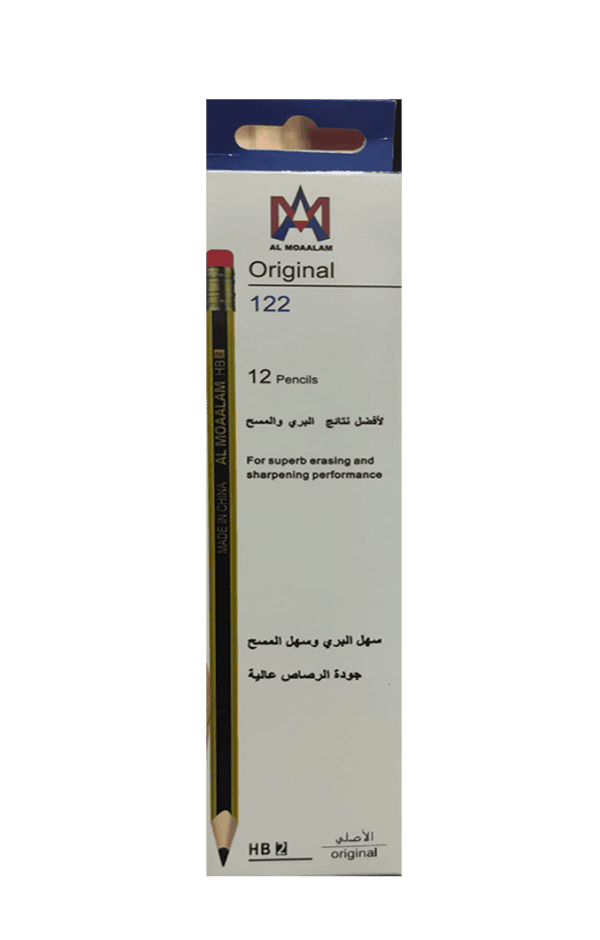 AL MOAALAM
Original
122
12 Pencils
لأفضل نتائج البري والمسح
For superb erasing and
sharpening performance
MADE IN CHINA AL MOAALAM HB 2
سهل البري وسهل المسح
جودة الرصاص عالية
HB 2
الأصلي
original